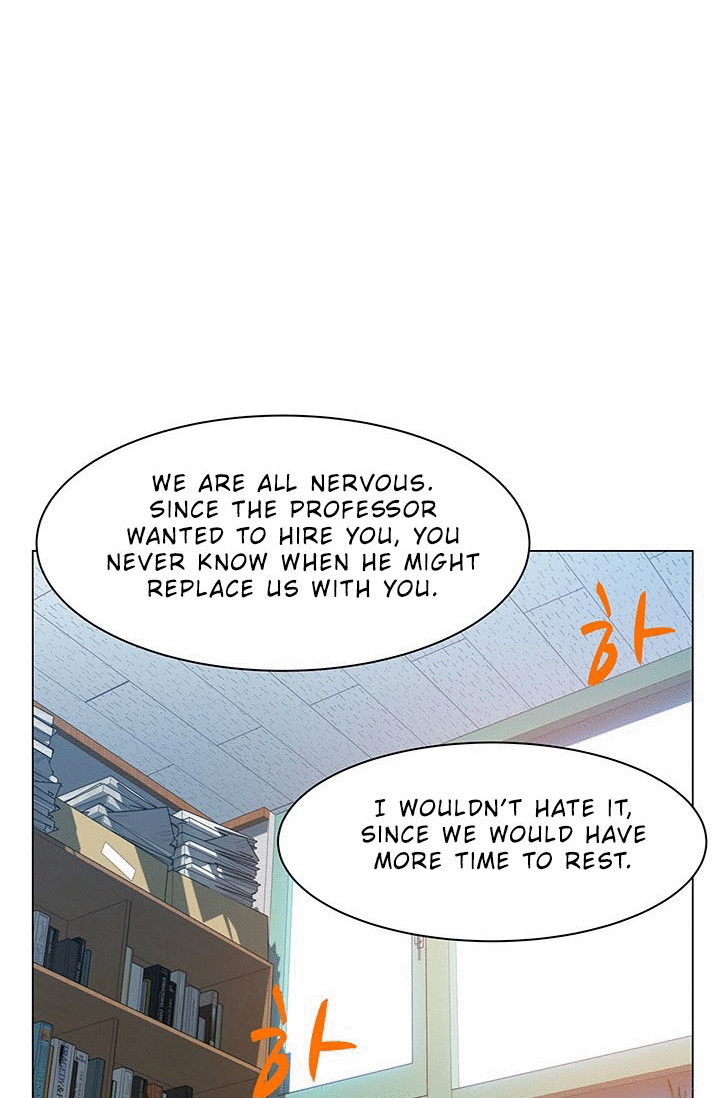 WE ARE ALL NERVOUS.
SINCE THE PROFESSOR
WANTED TO HIRE YOU, YOU
NEVER KNOW WHEN HE MIGHT
REPLACE US WITH YOU.
하
I WOULDN'T HATE IT,
SINCE WE WOULD HAVE
MORE TIME TO REST.
하